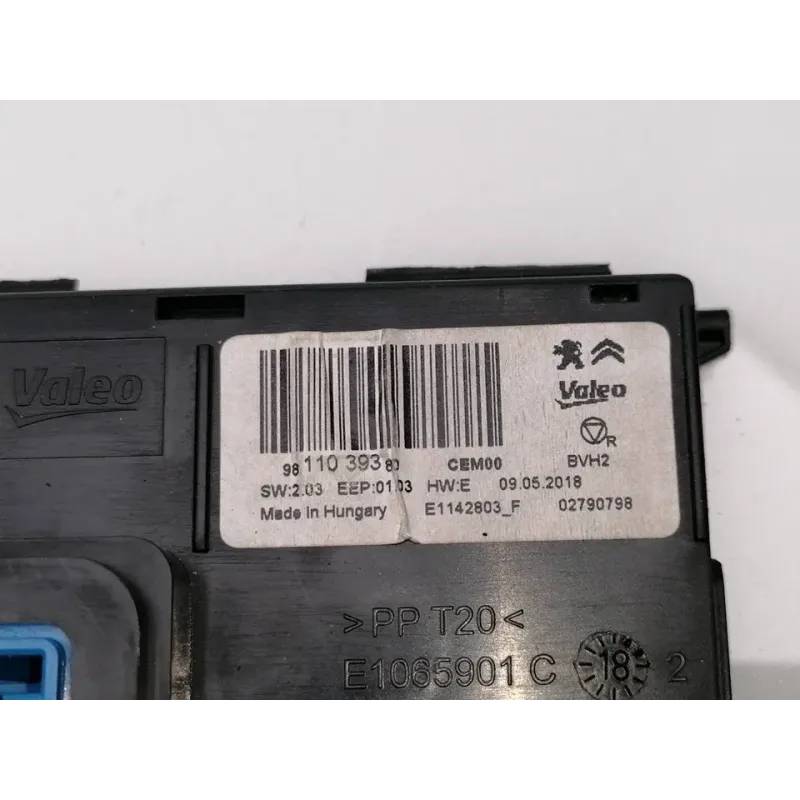 Valeo
Valeo
R
98 110 393 80 CEM00 BVH2
SW:2.03 EEP:01.03 HW:E 09.05.2018
Made in Hungary E1142803_F 02790798
>PP T20<
E1065901 C 18 2